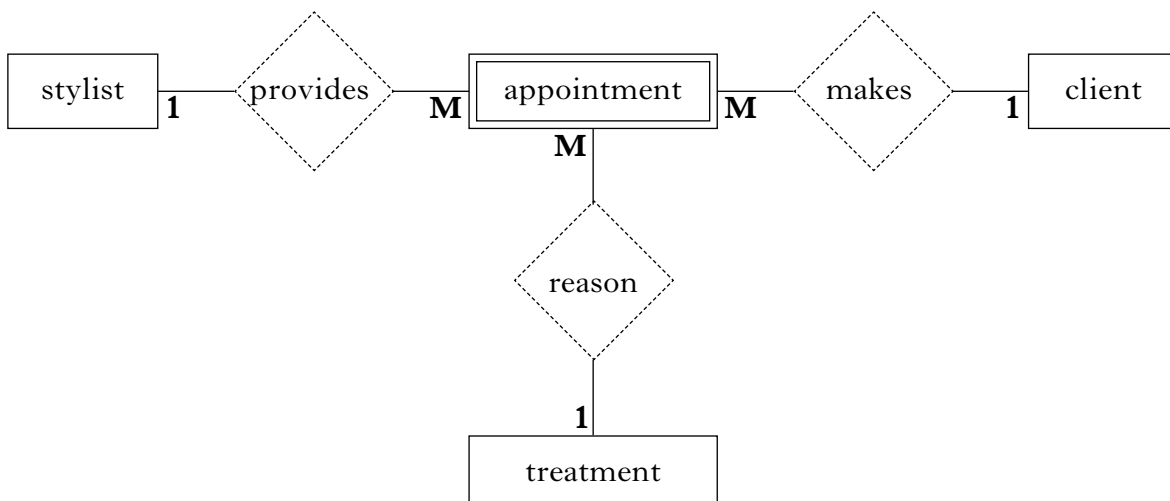 stylist
1
provides
M
appointment
M
makes
1
client
M
reason
1
treatment